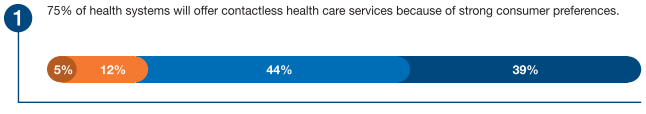 1
75% of health systems will offer contactless health care services because of strong consumer preferences.
5% 12% 44% 39%